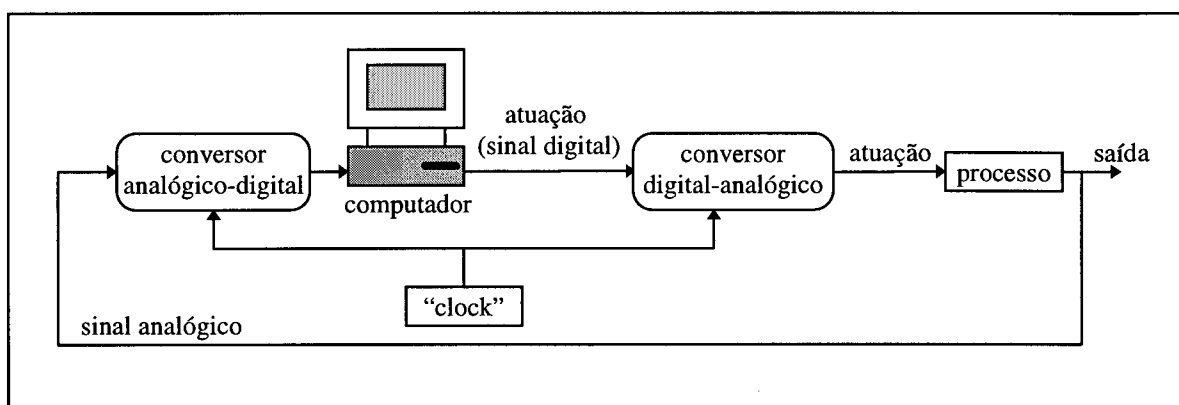 atuação
(sinal digital)
conversor
analógico-digital
computador
conversor
digital-analógico
atuação
processo
saída
“clock”
sinal analógico